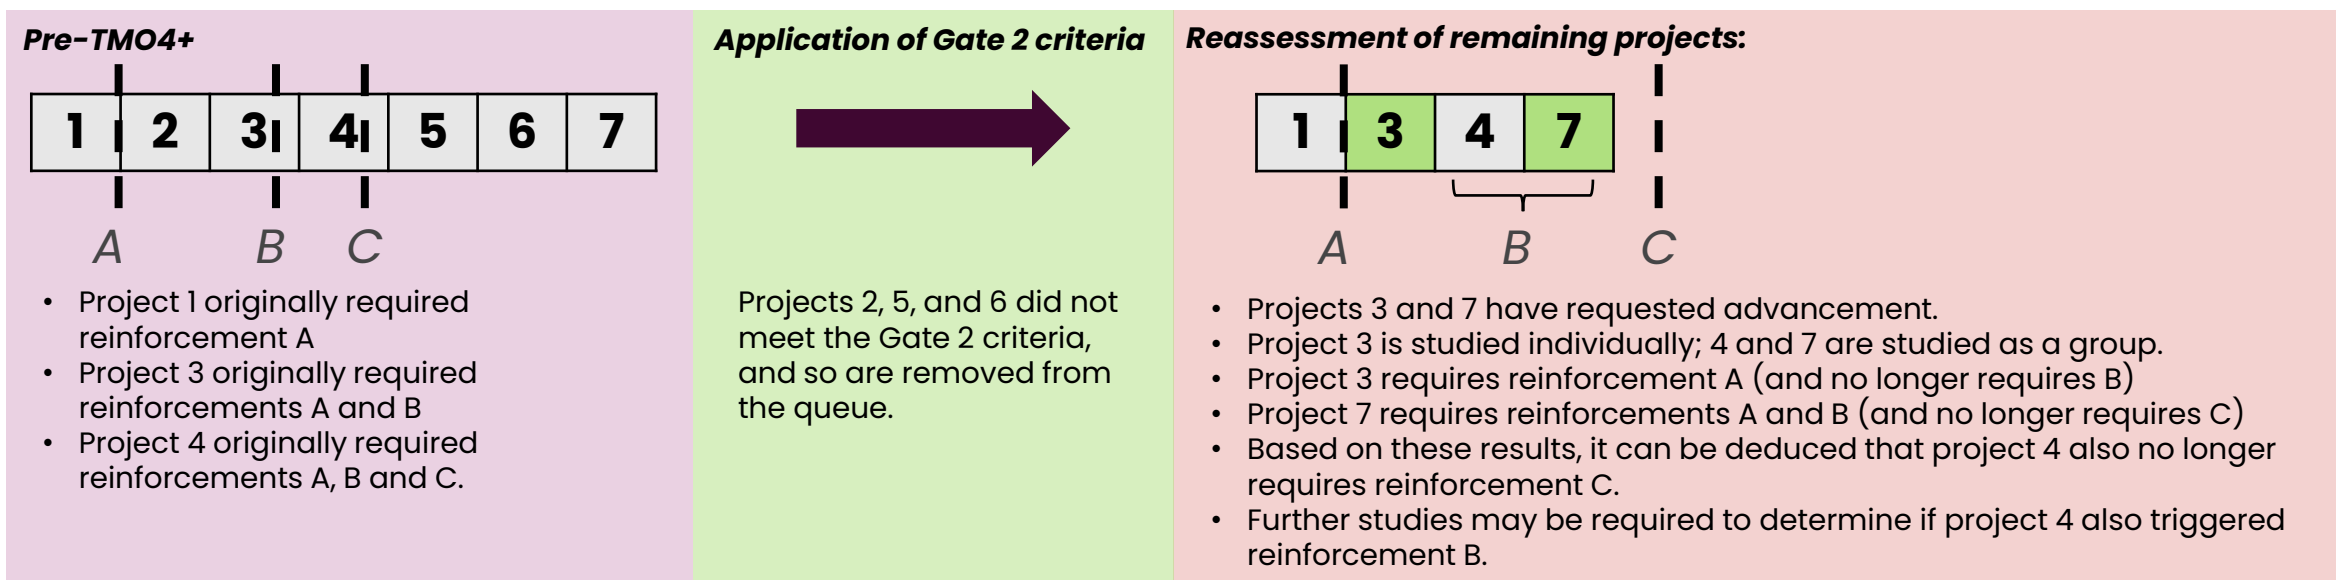 Pre-TMO4+
1 2 3 4 5 6 7
A B C
• Project 1 originally required
reinforcement A
• Project 3 originally required
reinforcements A and B
• Project 4 originally required
reinforcements A, B and C.
Application of Gate 2 criteria
Projects 2, 5, and 6 did not
meet the Gate 2 criteria,
and so are removed from
the queue.
Reassessment of remaining projects:
1 3 4 7
A B C
• Projects 3 and 7 have requested advancement.
• Project 3 is studied individually; 4 and 7 are studied as a group.
• Project 3 requires reinforcement A (and no longer requires B)
• Project 7 requires reinforcements A and B (and no longer requires C)
• Based on these results, it can be deduced that project 4 also no longer
requires reinforcement C.
• Further studies may be required to determine if project 4 also triggered
reinforcement B.